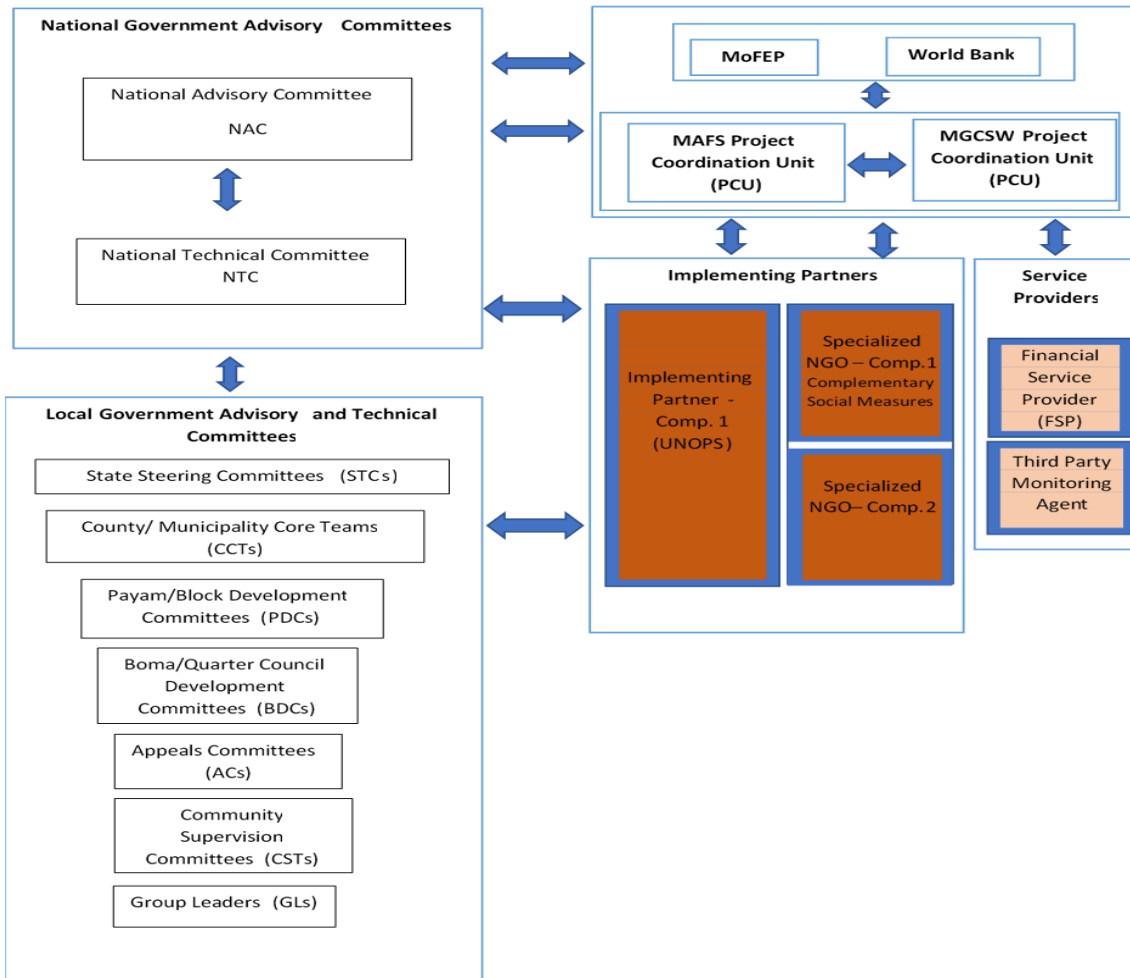 National Government Advisory Committees
National Advisory Committee
NAC
National Technical Committee
NTC
MoFEP
World Bank
MAFS Project
Coordination Unit
(PCU)
MGCSW Project
Coordination Unit
(PCU)
Implementing Partners
Implementing
Partner -
Comp. 1
(UNOPS)
Specialized
NGO – Comp.1
Complementary
Social Measures
Specialized
NGO– Comp.2
Service
Providers
Financial
Service
Provider
(FSP)
Third Party
Monitoring
Agent
Local Government Advisory and Technical
Committees
State Steering Committees (STCs)
County/ Municipality Core Teams
(CCTs)
Payam/Block Development
Committees (PDCs)
Boma/Quarter Council
Development
Committees (BDCs)
Appeals Committees
(ACs)
Community
Supervision
Committees (CSTs)
Group Leaders (GLs)